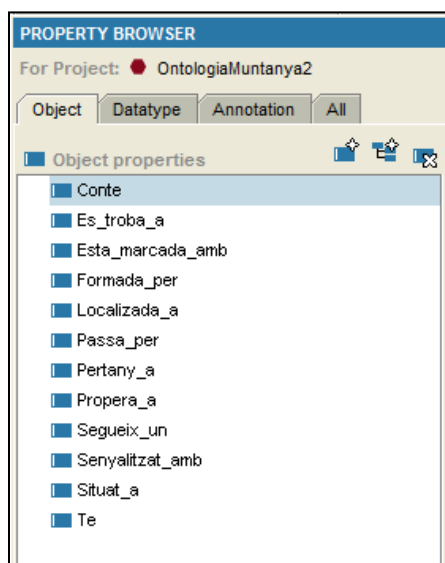 PROPERTY BROWSER
For Project: OntologiaMuntanya2
Object Datatype Annotation All
Object properties
Conte
Es_troba_a
Esta_marcada_amb
Formada_per
Localizada_a
Passa_per
Pertany_a
Propera_a
Segueix_un
Senyalitzat_amb
Situat_a
Te